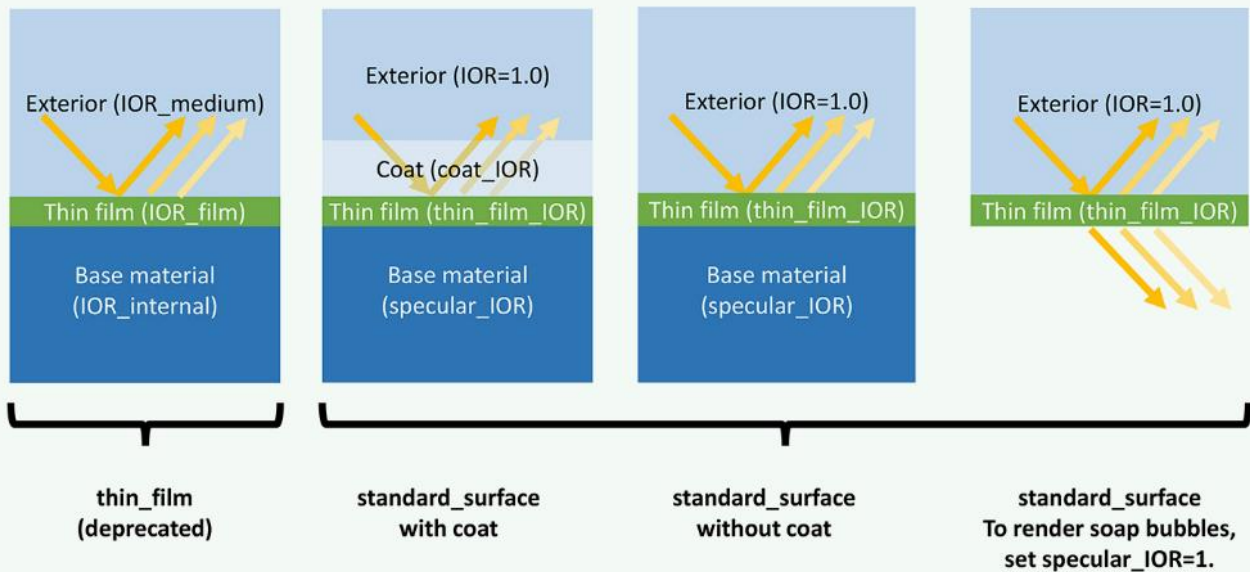 Exterior (IOR_medium)
Thin film (IOR_film)
Base material
(IOR_internal)
thin_film
(deprecated)
Exterior (IOR=1.0)
Coat (coat_IOR)
Thin film (thin_film_IOR)
Base material
(specular_IOR)
standard_surface
with coat
Exterior (IOR=1.0)
Thin film (thin_film_IOR)
Base material
(specular_IOR)
standard_surface
without coat
Exterior (IOR=1.0)
Thin film (thin_film_IOR)
standard_surface
To render soap bubbles,
set specular_IOR=1.